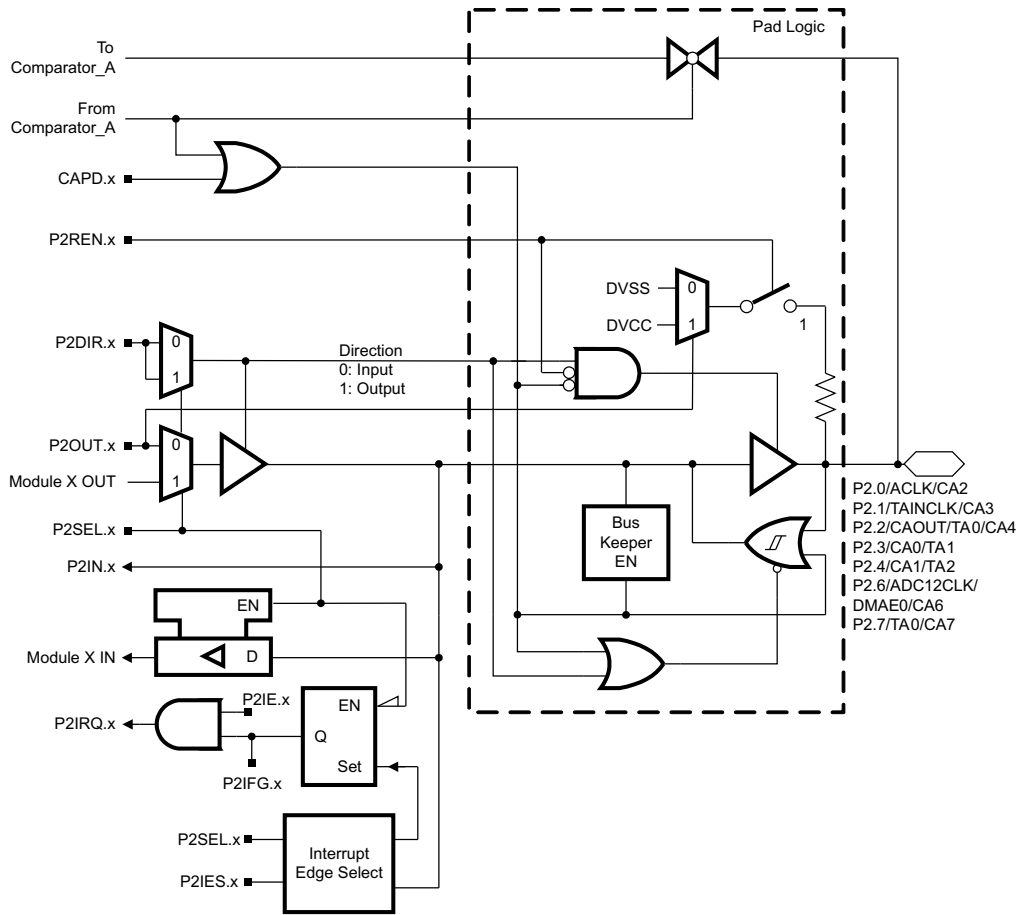 Pad Logic
To
Comparator_A
From
Comparator_A
CAPD.x
P2REN.x
DVSS
0
DVCC
1
1
P2DIR.x
0
1
Direction
0: Input
1: Output
P2OUT.x
0
Module X OUT
1
P2SEL.x
P2IN.x
Bus
Keeper
EN
P2.0/ACLK/CA2
P2.1/TAINCLK/CA3
P2.2/CAOUT/TA0/CA4
P2.3/CA0/TA1
P2.4/CA1/TA2
P2.6/ADC12CLK/
DMAE0/CA6
P2.7/TA0/CA7
EN
Module X IN
D
P2IE.x
EN
P2IRQ.x
Q
Set
P2IFG.x
P2SEL.x
P2IES.x
Interrupt
Edge Select